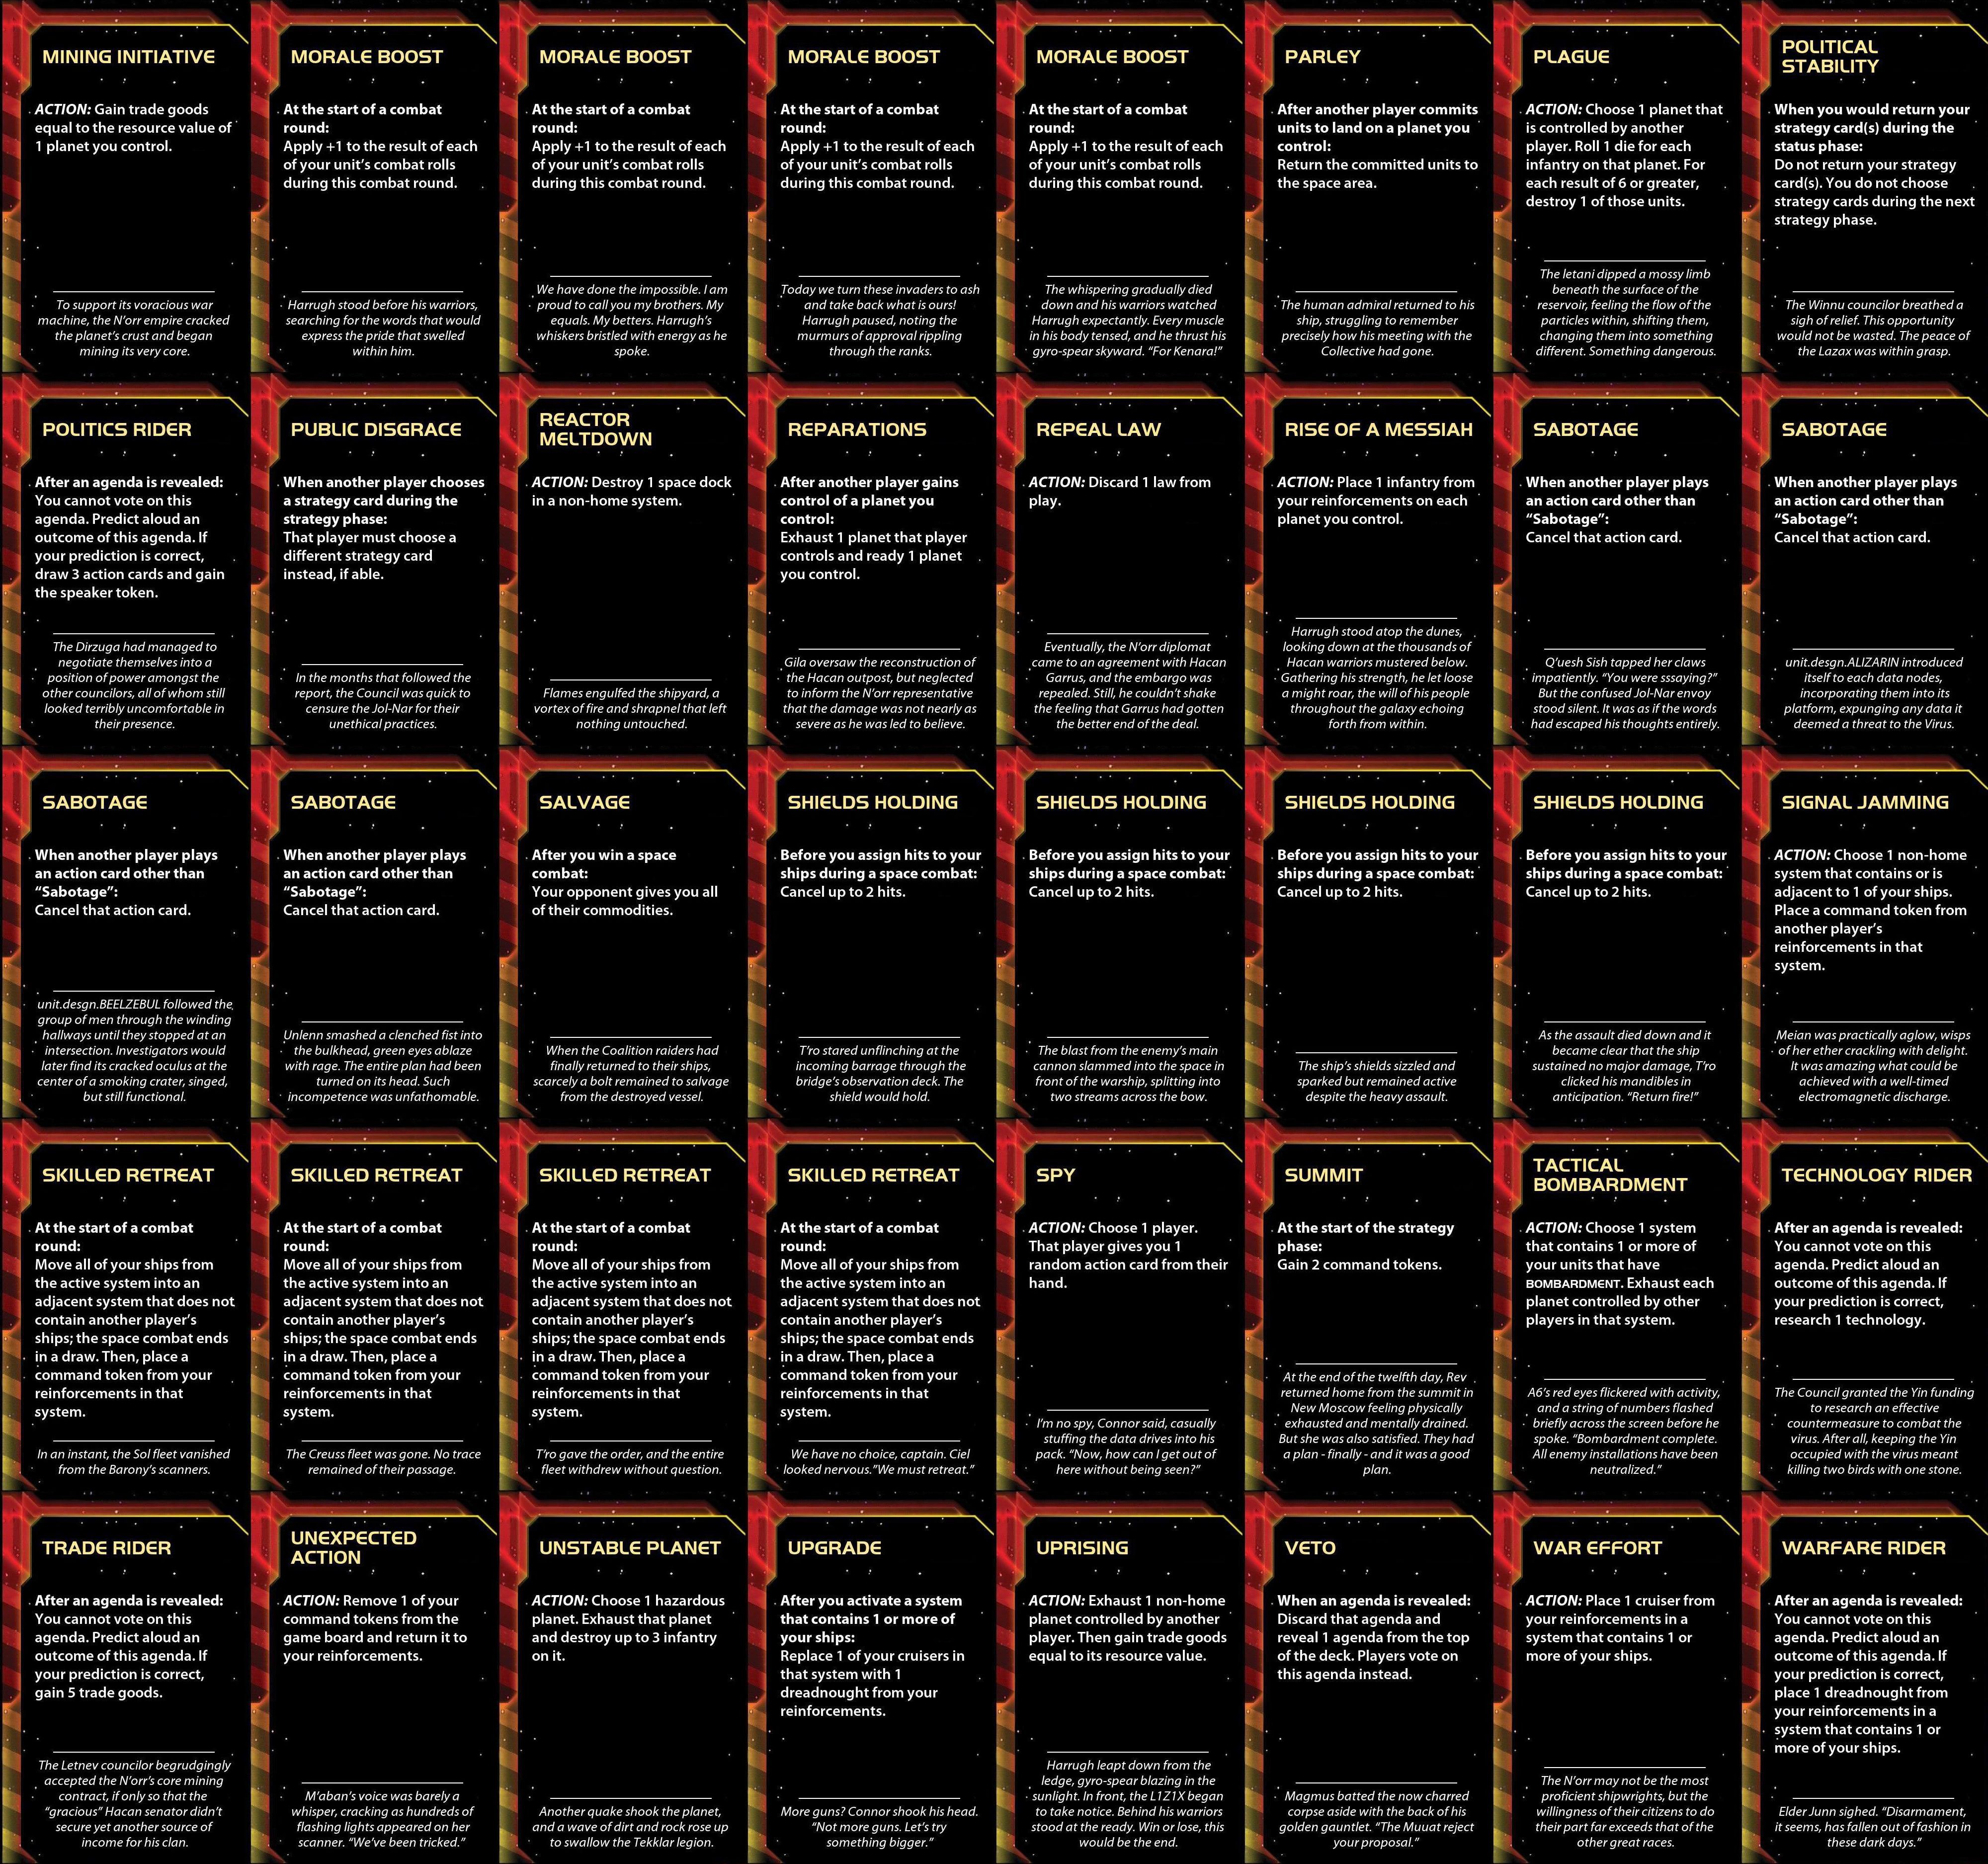 MINING INITIATIVE
ACTION: Gain trade goods
equal to the resource value of
1 planet you control.
To support its voracious war
machine, the N'orr empire cracked
the planet's crust and began
mining its very core.
MORALE BOOST
At the start of a combat
round:
Apply +1 to the result of each
of your unit's combat rolls
during this combat round.
Harrugh stood before his warriors,
searching for the words that would
express the pride that swelled
within him.
MORALE BOOST
At the start of a combat
round:
Apply +1 to the result of each
of your unit's combat rolls
during this combat round.
We have done the impossible. I am
proud to call you my brothers. My
equals. My betters. Harrugh's
whiskers bristled with energy as he
spoke.
MORALE BOOST
At the start of a combat
round:
Apply +1 to the result of each
of your unit's combat rolls
during this combat round.
Today we turn these invaders to ash
and take back what is ours!
Harrugh paused, noting the
murmurs of approval rippling
through the ranks.
MORALE BOOST
At the start of a combat
round:
Apply +1 to the result of each
of your unit's combat rolls
during this combat round.
The whispering gradually died
down and his warriors watched
Harrugh expectantly. Every muscle
in his body tensed, and he thrust his
gyro-spear skyward. "For Kenara!"
PARLEY
After another player commits
units to land on a planet you
control:
Return the committed units to
the space area.
The human admiral returned to his
ship, struggling to remember
precisely how his meeting with the
Collective had gone.
PLAGUE
ACTION: Choose 1 planet that
is controlled by another
player. Roll 1 die for each
infantry on that planet. For
each result of 6 or greater,
destroy 1 of those units.
The letani dipped a mossy limb
beneath the surface of the
reservoir, feeling the flow of the
particles within, shifting them,
changing them into something
different. Something dangerous.
POLITICAL
STABILITY
When you would return your
strategy card(s) during the
status phase:
Do not return your strategy
card(s). You do not choose
strategy cards during the next
strategy phase.
The Winnu councilor breathed a
sigh of relief. This opportunity
would not be wasted. The peace of
the Lazax was within grasp.
POLITICS RIDER
After an agenda is revealed:
You cannot vote on this
agenda. Predict aloud an
outcome of this agenda. If
your prediction is correct,
draw 3 action cards and gain
the speaker token.
The Dirzuga had managed to
negotiate themselves into a
position of power amongst the
other councilors, all of whom still
looked terribly uncomfortable in
their presence.
PUBLIC DISGRACE
When another player chooses
a strategy card during the
strategy phase:
That player must choose a
different strategy card
instead, if able.
In the months that followed the
report, the Council was quick to
censure the Jol-Nar for their
unethical practices.
REACTOR
MELTDOWN
ACTION: Destroy 1 space dock
in a non-home system.
Flames engulfed the shipyard, a
vortex of fire and shrapnel that left
nothing untouched.
REPARATIONS
After another player gains
control of a planet you
control:
Exhaust 1 planet that player
controls and ready 1 planet
you control.
Gila oversaw the reconstruction of
the Hacan outpost, but neglected
to inform the N'orr representative
that the damage was not nearly as
severe as he was led to believe.
REPEAL LAW
ACTION: Discard 1 law from
play.
Eventually, the N'orr diplomat
came to an agreement with Hacan
Garrus, and the embargo was
repealed. Still, he couldn't shake
the feeling that Garrus had gotten
the better end of the deal.
RISE OF A MESSIAH
ACTION: Place 1 infantry from
your reinforcements on each
planet you control.
Harrugh stood atop the dunes,
looking down at the thousands of
Hacan warriors mustered below.
Gathering his strength, he let loose
a might roar, the will of his people
throughout the galaxy echoing
forth from within.
SABOTAGE
When another player plays
an action card other than
"Sabotage":
Cancel that action card.
Q'uesh Sish tapped her claws
impatiently. "You were sssaying?"
But the confused Jol-Nar envoy
stood silent. It was as if the words
had escaped his thoughts entirely.
SABOTAGE
When another player plays
an action card other than
"Sabotage":
Cancel that action card.
unit.desgn.ALIZARIN introduced
itself to each data nodes,
incorporating them into its
platform, expunging any data it
deemed a threat to the Virus.
SABOTAGE
When another player plays
an action card other than
"Sabotage":
Cancel that action card.
unit.desgn.BEELZEBUL followed the
group of men through the winding
hallways until they stopped at an
intersection. Investigators would
later find its cracked oculus at the
center of a smoking crater, singed,
but still functional.
SABOTAGE
When another player plays
an action card other than
"Sabotage":
Cancel that action card.
Unlenn smashed a clenched fist into
the bulkhead, green eyes ablaze
with rage. The entire plan had been
turned on its head. Such
incompetence was unfathomable.
SALVAGE
After you win a space
combat:
Your opponent gives you all
of their commodities.
When the Coalition raiders had
finally returned to their ships,
scarcely a bolt remained to salvage
from the destroyed vessel.
SHIELDS HOLDING
Before you assign hits to your
ships during a space combat:
Cancel up to 2 hits.
T'ro stared unflinching at the
incoming barrage through the
bridge's observation deck. The
shield would hold.
SHIELDS HOLDING
Before you assign hits to your
ships during a space combat:
Cancel up to 2 hits.
The blast from the enemy's main
cannon slammed into the space in
front of the warship, splitting into
two streams across the bow.
SHIELDS HOLDING
Before you assign hits to your
ships during a space combat:
Cancel up to 2 hits.
The ship's shields sizzled and
sparked but remained active
despite the heavy assault.
SHIELDS HOLDING
Before you assign hits to your
ships during a space combat:
Cancel up to 2 hits.
As the assault died down and it
became clear that the ship
sustained no major damage, T'ro
clicked his mandibles in
anticipation. "Return fire!"
SIGNAL JAMMING
ACTION: Choose 1 non-home
system that contains or is
adjacent to 1 of your ships.
Place a command token from
another player's
reinforcements in that
system.
Meian was practically aglow, wisps
of her ether crackling with delight.
It was amazing what could be
achieved with a well-timed
electromagnetic discharge.
SKILLED RETREAT
At the start of a combat
round:
Move all of your ships from
the active system into an
adjacent system that does not
contain another player's
ships; the space combat ends
in a draw. Then, place a
command token from your
reinforcements in that
system.
In an instant, the Sol fleet vanished
from the Barony's scanners.
SKILLED RETREAT
At the start of a combat
round:
Move all of your ships from
the active system into an
adjacent system that does not
contain another player's
ships; the space combat ends
in a draw. Then, place a
command token from your
reinforcements in that
system.
The Creuss fleet was gone. No trace
remained of their passage.
SKILLED RETREAT
At the start of a combat
round:
Move all of your ships from
the active system into an
adjacent system that does not
contain another player's
ships; the space combat ends
in a draw. Then, place a
command token from your
reinforcements in that
system.
T'ro gave the order, and the entire
fleet withdrew without question.
SKILLED RETREAT
At the start of a combat
round:
Move all of your ships from
the active system into an
adjacent system that does not
contain another player's
ships; the space combat ends
in a draw. Then, place a
command token from your
reinforcements in that
system.
We have no choice, captain. Ciel
looked nervous."We must retreat."
SPY
ACTION: Choose 1 player.
That player gives you 1
random action card from their
hand.
I'm no spy, Connor said, casually
stuffing the data drives into his
pack. "Now, how can I get out of
here without being seen?"
SUMMIT
At the start of the strategy
phase:
Gain 2 command tokens.
At the end of the twelfth day, Rev
returned home from the summit in
New Moscow feeling physically
exhausted and mentally drained.
But she was also satisfied. They had
a plan - finally - and it was a good
plan.
TACTICAL
BOMBARDMENT
ACTION: Choose 1 system
that contains 1 or more of
your units that have
BOMBARDMENT. Exhaust each
planet controlled by other
players in that system.
A6's red eyes flickered with activity,
and a string of numbers flashed
briefly across the screen before he
spoke. "Bombardment complete.
All enemy installations have been
neutralized."
TECHNOLOGY RIDER
After an agenda is revealed:
You cannot vote on this
agenda. Predict aloud an
outcome of this agenda. If
your prediction is correct,
research 1 technology.
The Council granted the Yin funding
to research an effective
countermeasure to combat the
virus. After all, keeping the Yin
occupied with the virus meant
killing two birds with one stone.
TRADE RIDER
After an agenda is revealed:
You cannot vote on this
agenda. Predict aloud an
outcome of this agenda. If
your prediction is correct,
gain 5 trade goods.
The Letnev councilor begrudgingly
accepted the N'orr's core mining
contract, if only so that the
"gracious" Hacan senator didn't
secure yet another source of
income for his clan.
UNEXPECTED
ACTION
ACTION: Remove 1 of your
command tokens from the
game board and return it to
your reinforcements.
M'aban's voice was barely a
whisper, cracking as hundreds of
flashing lights appeared on her
scanner. "We've been tricked."
UNSTABLE PLANET
ACTION: Choose 1 hazardous
planet. Exhaust that planet
and destroy up to 3 infantry
on it.
Another quake shook the planet,
and a wave of dirt and rock rose up
to swallow the Tekklar legion.
UPGRADE
After you activate a system
that contains 1 or more of
your ships:
Replace 1 of your cruisers in
that system with 1
dreadnought from your
reinforcements.
More guns? Connor shook his head.
"Not more guns. Let's try
something bigger."
UPRISING
ACTION: Exhaust 1 non-home
planet controlled by another
player. Then gain trade goods
equal to its resource value.
Harrugh leapt down from the
ledge, gyro-spear blazing in the
sunlight. In front, the L1Z1X began
to take notice. Behind his warriors
stood at the ready. Win or lose, this
would be the end.
VETO
When an agenda is revealed:
Discard that agenda and
reveal 1 agenda from the top
of the deck. Players vote on
this agenda instead.
Magmus batted the now charred
corpse aside with the back of his
golden gauntlet. "The Muuat reject
your proposal."
WAR EFFORT
ACTION: Place 1 cruiser from
your reinforcements in a
system that contains 1 or
more of your ships.
The N'orr may not be the most
proficient shipwrights, but the
willingness of their citizens to do
their part far exceeds that of the
other great races.
WARFARE RIDER
After an agenda is revealed:
You cannot vote on this
agenda. Predict aloud an
outcome of this agenda. If
your prediction is correct,
place 1 dreadnought from
your reinforcements in a
system that contains 1 or
more of your ships.
Elder Junn sighed. "Disarmament,
it seems, has fallen out of fashion in
these dark days."